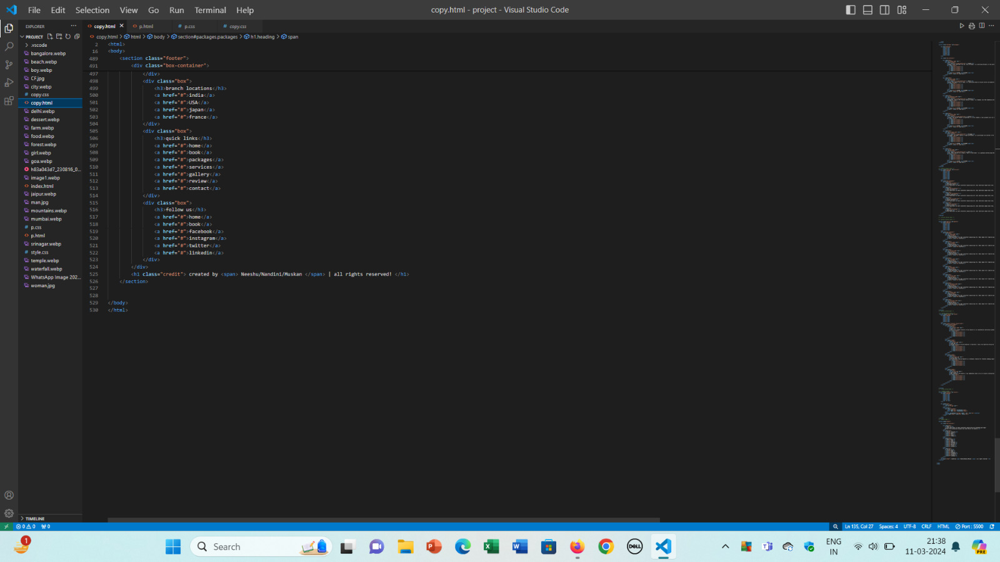 File Edit Selection View Go Run Terminal Help
copy.html - project - Visual Studio Code
EXPLORER
copy.html
p.html
p.css
copy.css
PROJECT
copy.html > html > body > section#packages.packages > h1.heading > span
.vscode
bangalore.webp
beach.webp
boy.webp
CF.jpg
city.webp
copy.css
copy.html
delhi.webp
dessert.webp
farm.webp
food.webp
forest.webp
girl.webp
goa.webp
h83a043d7_230816_0...
image1.webp
index.html
jaipur.webp
man.jpg
mountains.webp
mumbai.webp
p.css
p.html
srinagar.webp
style.css
temple.webp
waterfall.webp
WhatsApp Image 202...
woman.jpg
TIMELINE
2 <html>
16 <body>
489 <section class="footer">
491 <div class="box-container">
497 </div>
498 <div class="box">
499 <h3>branch locations</h3>
500 <a href="#">india</a>
501 <a href="#">USA</a>
502 <a href="#">japan</a>
503 <a href="#">france</a>
504 </div>
505 <div class="box">
506 <h3>quick links</h3>
507 <a href="#">home</a>
508 <a href="#">book</a>
509 <a href="#">packages</a>
510 <a href="#">services</a>
511 <a href="#">gallery</a>
512 <a href="#">review</a>
513 <a href="#">contact</a>
514 </div>
515 <div class="box">
516 <h3>follow us</h3>
517 <a href="#">home</a>
518 <a href="#">book</a>
519 <a href="#">facebook</a>
520 <a href="#">instagram</a>
521 <a href="#">twitter</a>
522 <a href="#">linkedin</a>
523 </div>
524 </div>
525 <h1 class="credit"> created by <span> Neeshu/Nandini/Muskan </span> | all rights reserved! </h1>
526 </section>
527
528
529 </body>
530 </html>
0 0 0
Ln 135, Col 27 Spaces: 4 UTF-8 CRLF HTML Port : 5500
1
Search
DELL
ENG
IN
21:38
11-03-2024
PRE